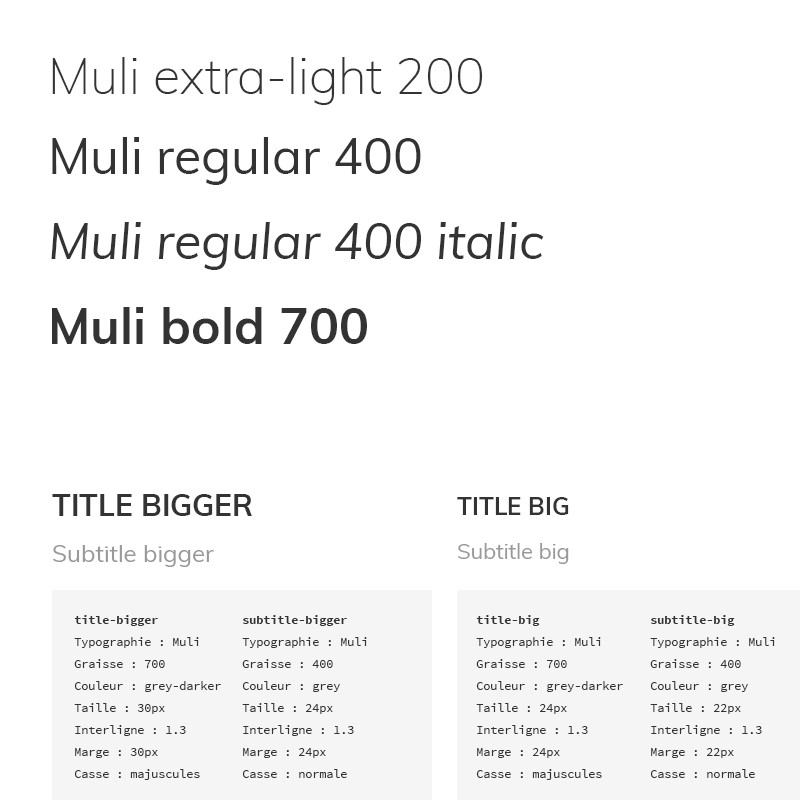 Muli extra-light 200
Muli regular 400
Muli regular 400 italic
Muli bold 700
TITLE BIGGER
Subtitle bigger
title-bigger
Typographie : Muli
Graisse : 700
Couleur : grey-darker
Taille : 30px
Interligne : 1.3
Marge : 30px
Casse : majuscules
subtitle-bigger
Typographie : Muli
Graisse : 400
Couleur : grey
Taille : 24px
Interligne : 1.3
Marge : 24px
Casse : normale
TITLE BIG
Subtitle big
title-big
Typographie : Muli
Graisse : 700
Couleur : grey-darker
Taille : 24px
Interligne : 1.3
Marge : 24px
Casse : majuscules
subtitle-big
Typographie : Muli
Graisse : 400
Couleur : grey
Taille : 22px
Interligne : 1.3
Marge : 22px
Casse : normale